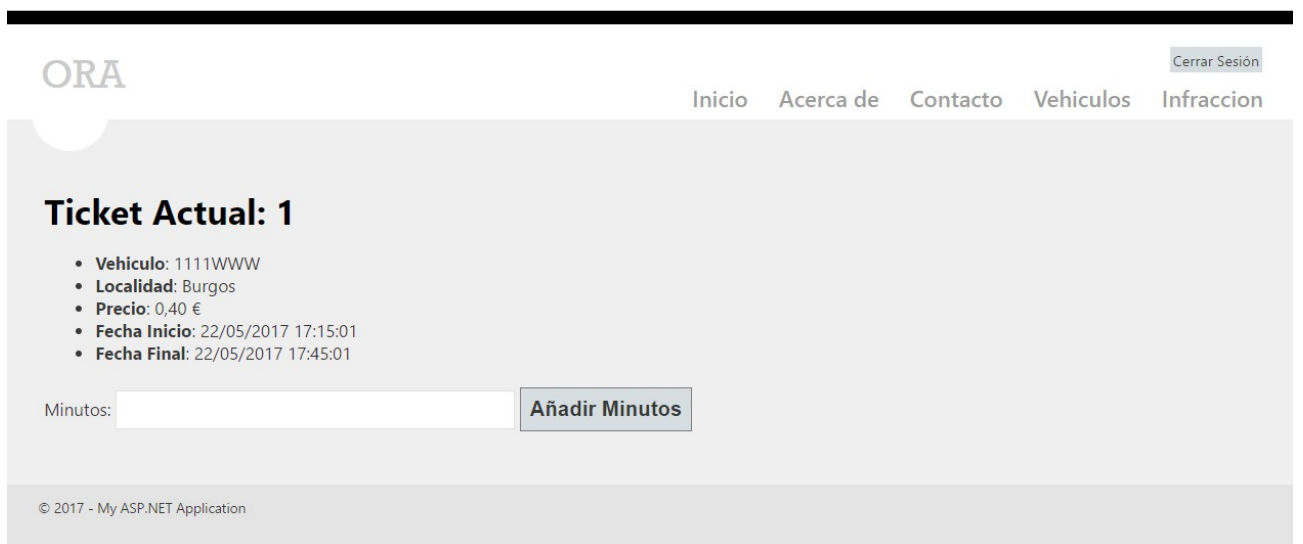 ORA
Cerrar Sesión
Inicio Acerca de Contacto Vehiculos Infraccion
Ticket Actual: 1
• Vehiculo: 1111WWW
• Localidad: Burgos
• Precio: 0,40 €
• Fecha Inicio: 22/05/2017 17:15:01
• Fecha Final: 22/05/2017 17:45:01
Minutos: Añadir Minutos
© 2017 - My ASP.NET Application